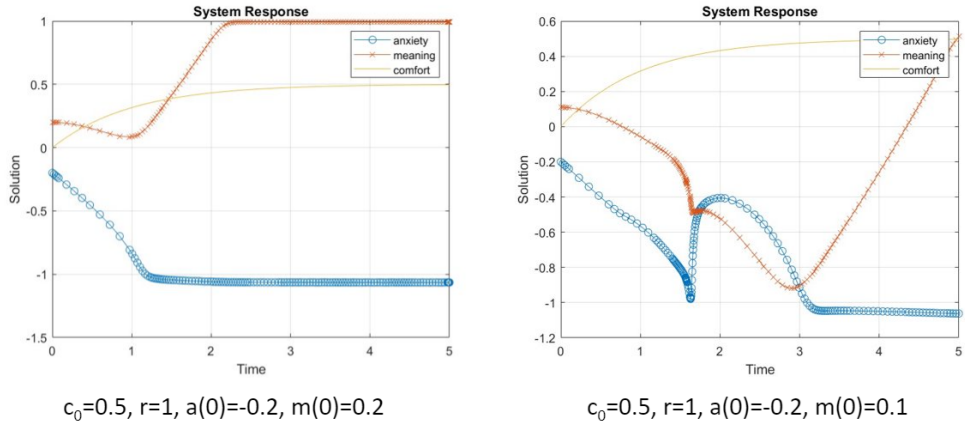 System Response
1
0.5
0
-0.5
-1
-1.5
Solution
0
1
2
3
4
5
Time
anxiety
meaning
comfort
c₀=0.5, r=1, a(0)=-0.2, m(0)=0.2
System Response
0.6
0.4
0.2
0
-0.2
-0.4
-0.6
-0.8
-1
-1.2
Solution
0
1
2
3
4
5
Time
anxiety
meaning
comfort
c₀=0.5, r=1, a(0)=-0.2, m(0)=0.1